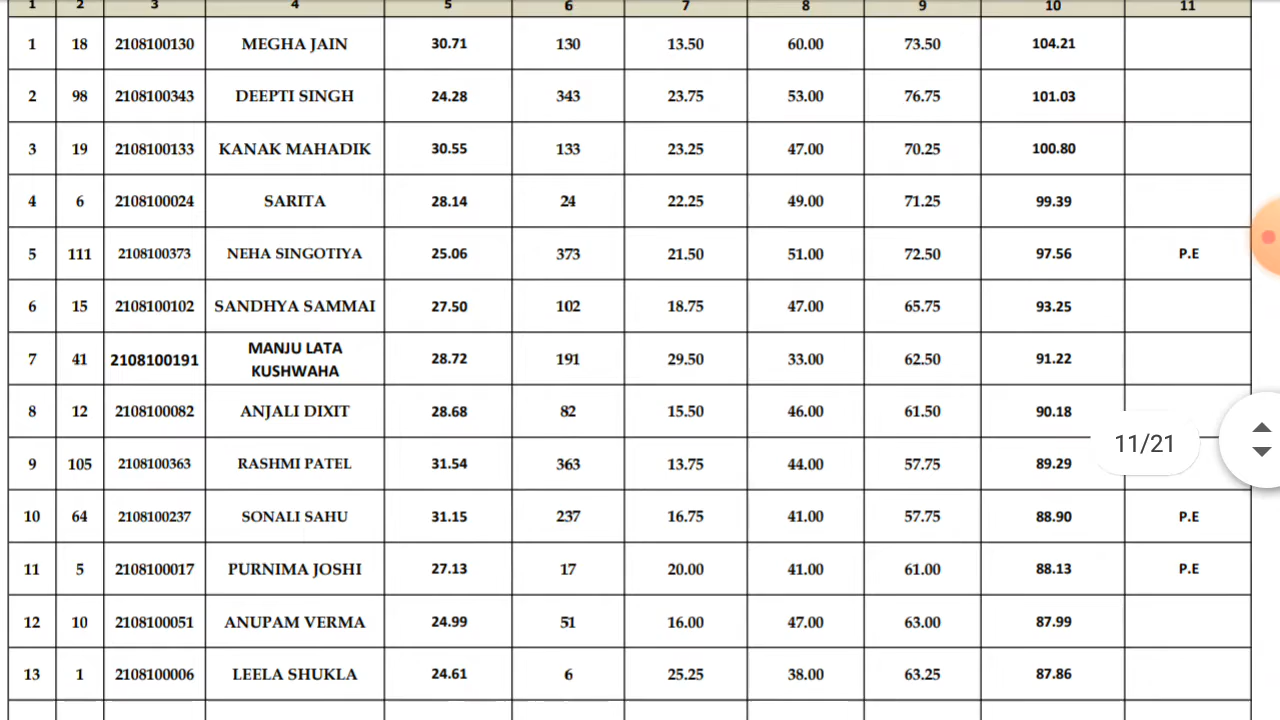 1 2 3 4 5 6 7 8 9 10 11
1 18 2108100130 MEGHA JAIN 30.71 130 13.50 60.00 73.50 104.21
2 98 2108100343 DEEPTI SINGH 24.28 343 23.75 53.00 76.75 101.03
3 19 2108100133 KANAK MAHADIK 30.55 133 23.25 47.00 70.25 100.80
4 6 2108100024 SARITA 28.14 24 22.25 49.00 71.25 99.39
5 111 2108100373 NEHA SINGOTIYA 25.06 373 21.50 51.00 72.50 97.56 P.E
6 15 2108100102 SANDHYA SAMMAI 27.50 102 18.75 47.00 65.75 93.25
7 41 2108100191 MANJU LATA KUSHWAHA 28.72 191 29.50 33.00 62.50 91.22
8 12 2108100082 ANJALI DIXIT 28.68 82 15.50 46.00 61.50 90.18
11/21
9 105 2108100363 RASHMI PATEL 31.54 363 13.75 44.00 57.75 89.29
10 64 2108100237 SONALI SAHU 31.15 237 16.75 41.00 57.75 88.90 P.E
11 5 2108100017 PURNIMA JOSHI 27.13 17 20.00 41.00 61.00 88.13 P.E
12 10 2108100051 ANUPAM VERMA 24.99 51 16.00 47.00 63.00 87.99
13 1 2108100006 LEELA SHUKLA 24.61 6 25.25 38.00 63.25 87.86